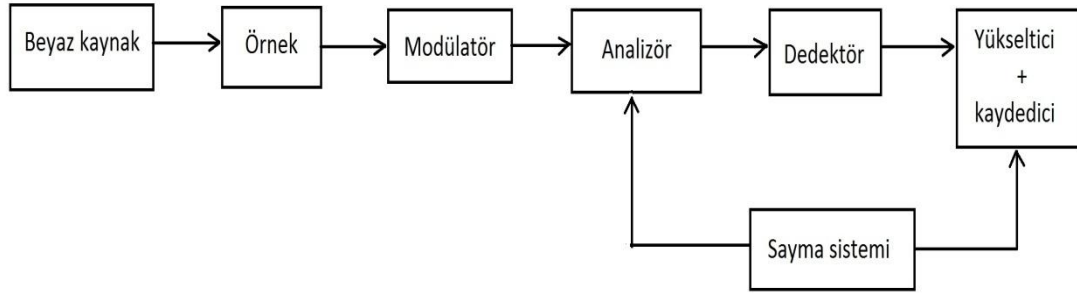 Beyaz kaynak
Örnek
Modülatör
Analizör
Dedektör
Yükseltici
+
kaydedici
Sayma sistemi